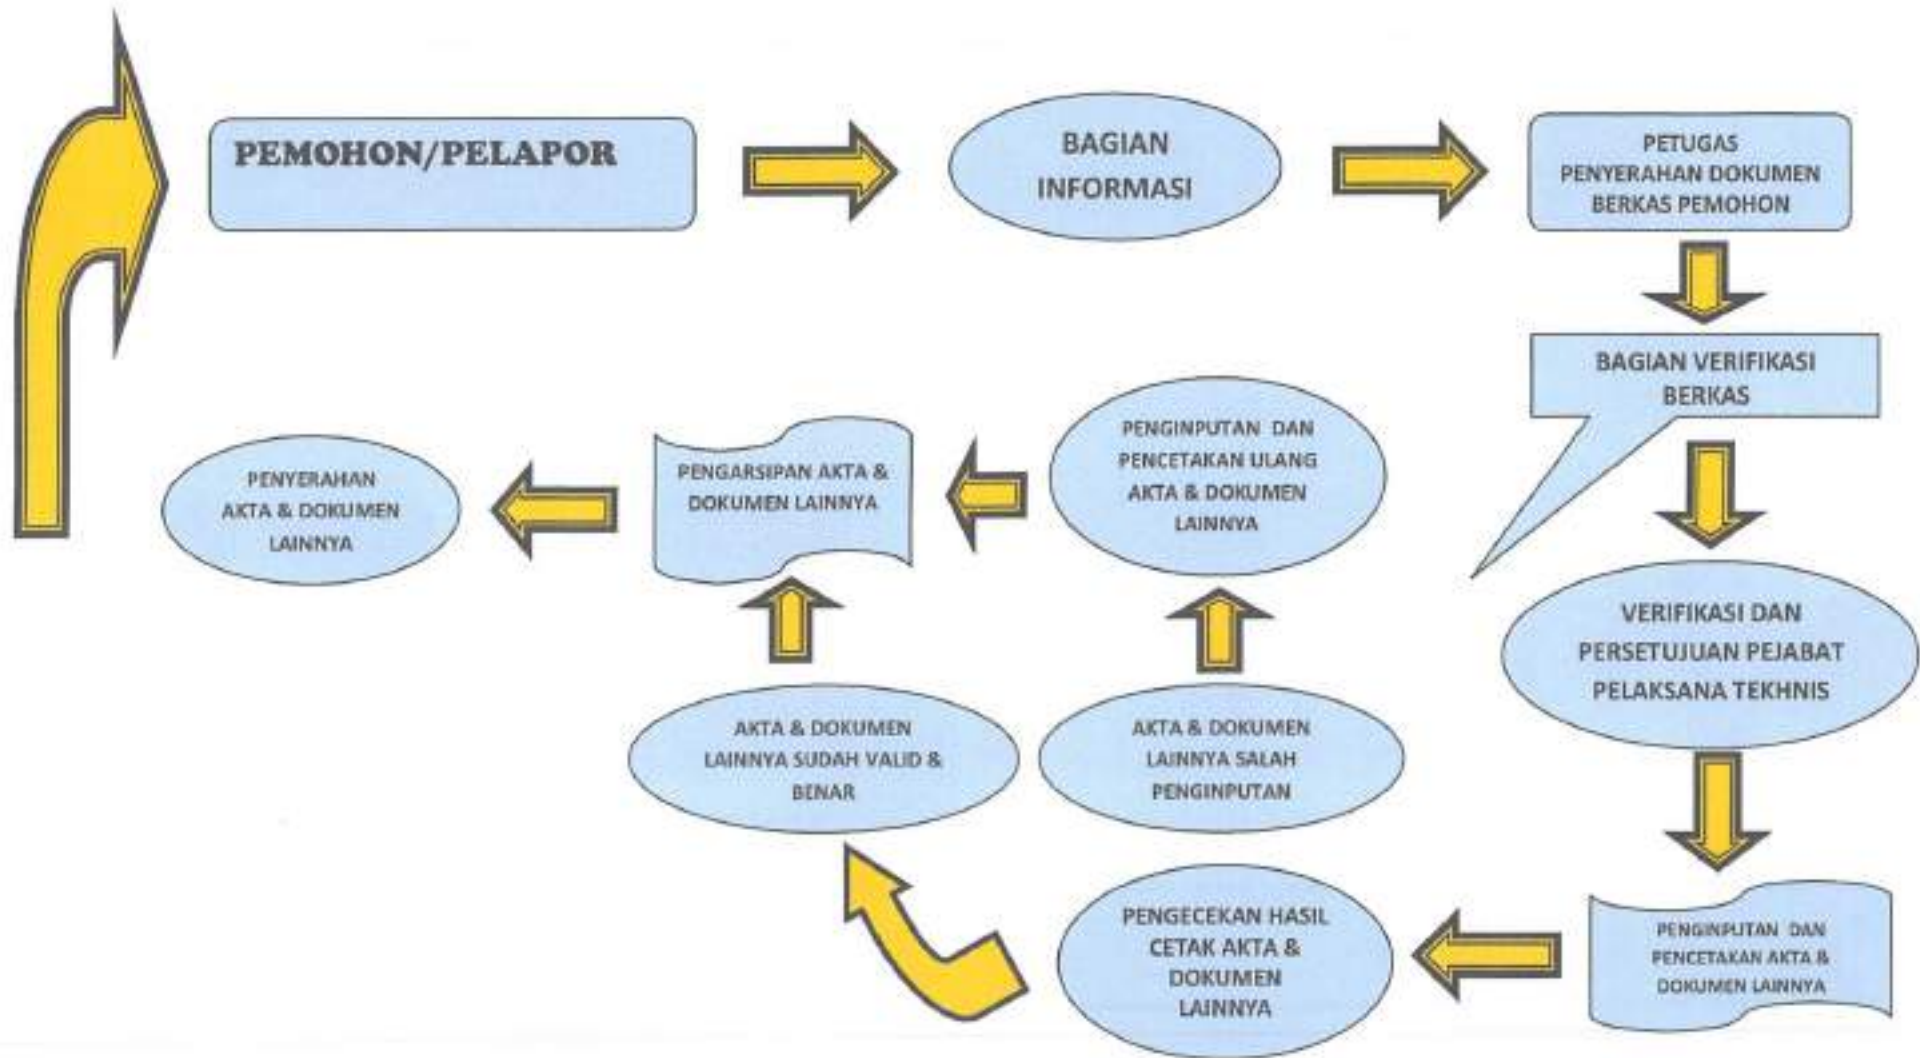 PEMOHON/PELAPOR
BAGIAN
INFORMASI
PETUGAS
PENYERAHAN DOKUMEN
BERKAS PEMOHON
BAGIAN VERIFIKASI
BERKAS
VERIFIKASI DAN
PERSETUJUAN PEJABAT
PELAKSANA TEKHNIS
PENGINPUTAN DAN
PENCETAKAN AKTA &
DOKUMEN LAINNYA
PENGECEKAN HASIL
CETAK AKTA &
DOKUMEN
LAINNYA
AKTA & DOKUMEN
LAINNYA SUDAH VALID &
BENAR
AKTA & DOKUMEN
LAINNYA SALAH
PENGINPUTAN
PENGINPUTAN DAN
PENCETAKAN ULANG
AKTA & DOKUMEN
LAINNYA
PENGARSIPAN AKTA &
DOKUMEN LAINNYA
PENYERAHAN
AKTA & DOKUMEN
LAINNYA